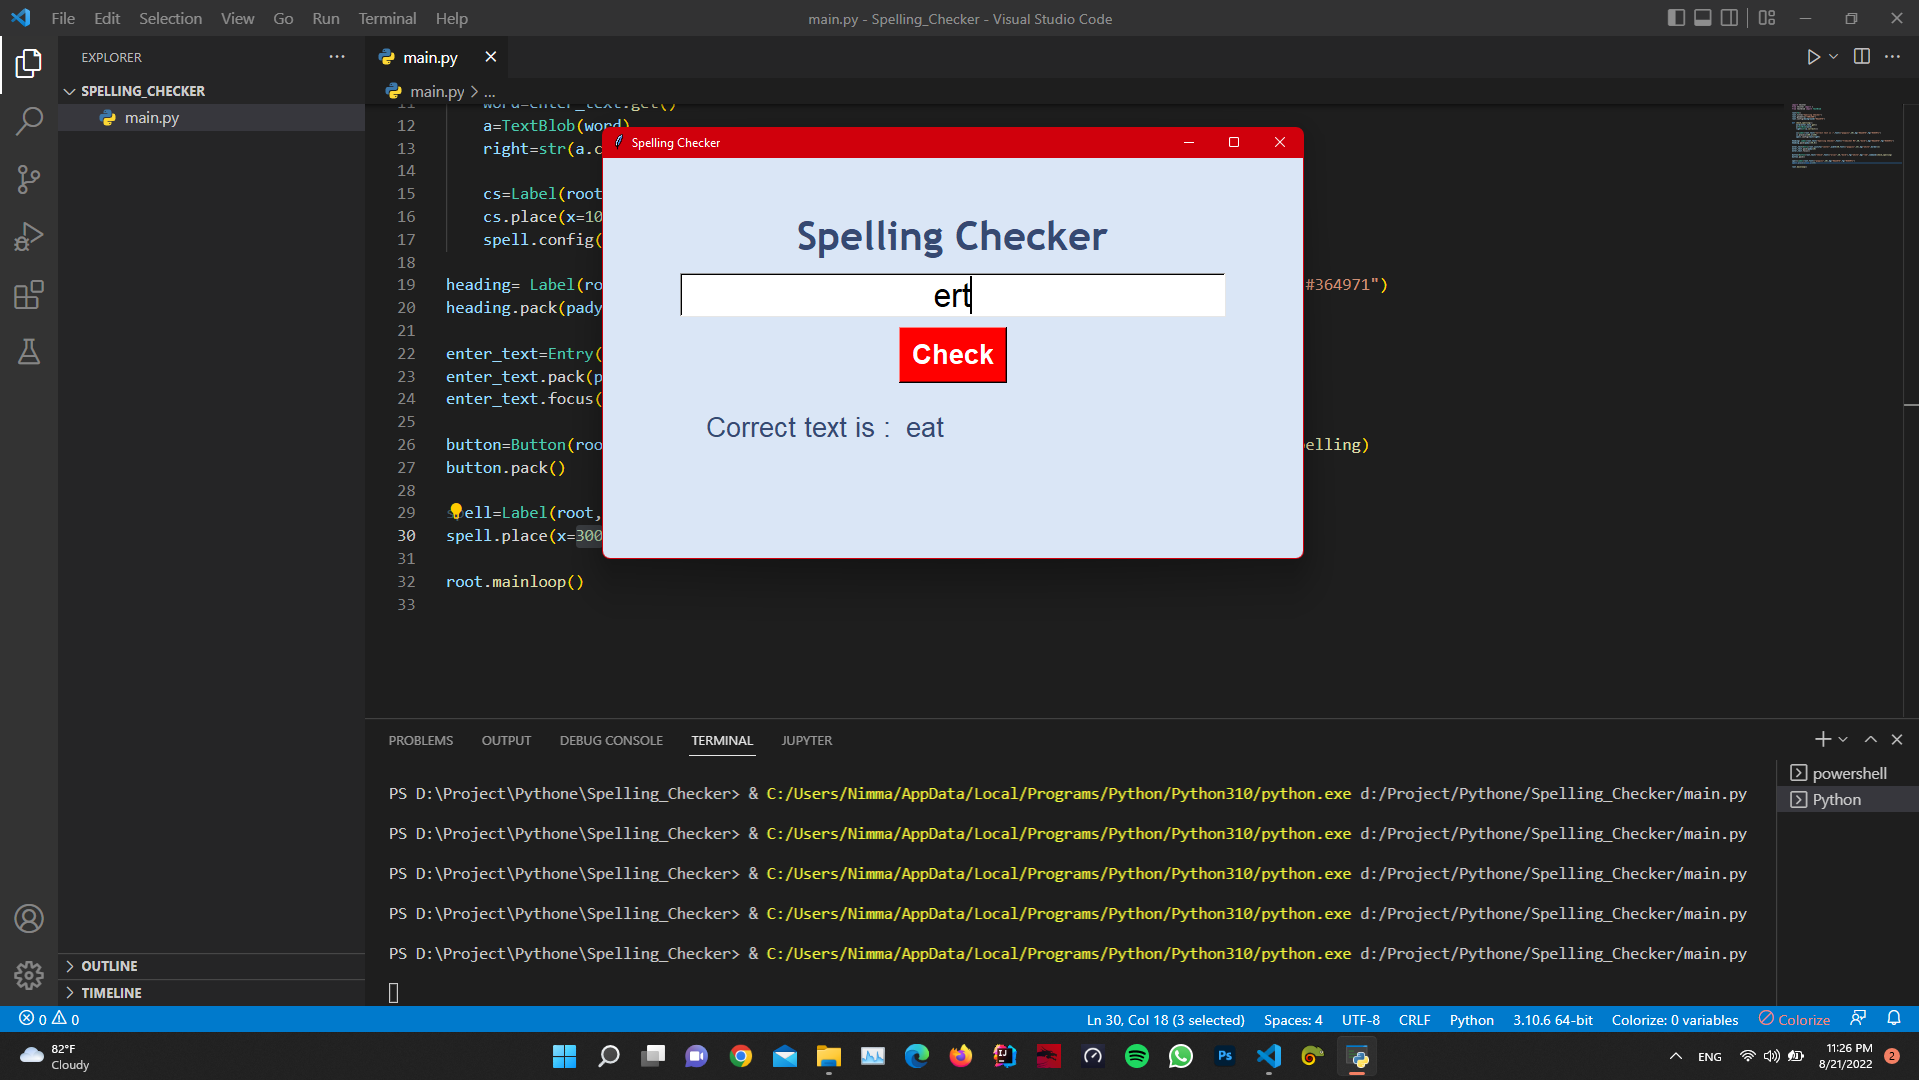 File Edit Selection View Go Run Terminal Help
main.py - Spelling_Checker - Visual Studio Code
EXPLORER
SPELLING_CHECKER
main.py
main.py
main.py > ...
word=enter_text.get()
12 a=TextBlob(word)
13 right=str(a.c
14
15 cs=Label(root
16 cs.place(x=10
17 spell.config(
18
19 heading= Label(ro #364971")
20 heading.pack(pady
21
22 enter_text=Entry(
23 enter_text.pack(p
24 enter_text.focus(
25
26 button=Button(roo elling)
27 button.pack()
28
29 spell=Label(root,
30 spell.place(x=300
31
32 root.mainloop()
33
Spelling Checker
Spelling Checker
ert
Check
Correct text is : eat
PROBLEMS OUTPUT DEBUG CONSOLE TERMINAL JUPYTER
powershell
Python
PS D:\Project\Pythone\Spelling_Checker> & C:/Users/Nimma/AppData/Local/Programs/Python/Python310/python.exe d:/Project/Pythone/Spelling_Checker/main.py
PS D:\Project\Pythone\Spelling_Checker> & C:/Users/Nimma/AppData/Local/Programs/Python/Python310/python.exe d:/Project/Pythone/Spelling_Checker/main.py
PS D:\Project\Pythone\Spelling_Checker> & C:/Users/Nimma/AppData/Local/Programs/Python/Python310/python.exe d:/Project/Pythone/Spelling_Checker/main.py
PS D:\Project\Pythone\Spelling_Checker> & C:/Users/Nimma/AppData/Local/Programs/Python/Python310/python.exe d:/Project/Pythone/Spelling_Checker/main.py
PS D:\Project\Pythone\Spelling_Checker> & C:/Users/Nimma/AppData/Local/Programs/Python/Python310/python.exe d:/Project/Pythone/Spelling_Checker/main.py
OUTLINE
TIMELINE
0 0
Ln 30, Col 18 (3 selected) Spaces: 4 UTF-8 CRLF Python 3.10.6 64-bit Colorize: 0 variables Colorize
82°F
Cloudy
Ps
ENG
11:26 PM
8/21/2022
2